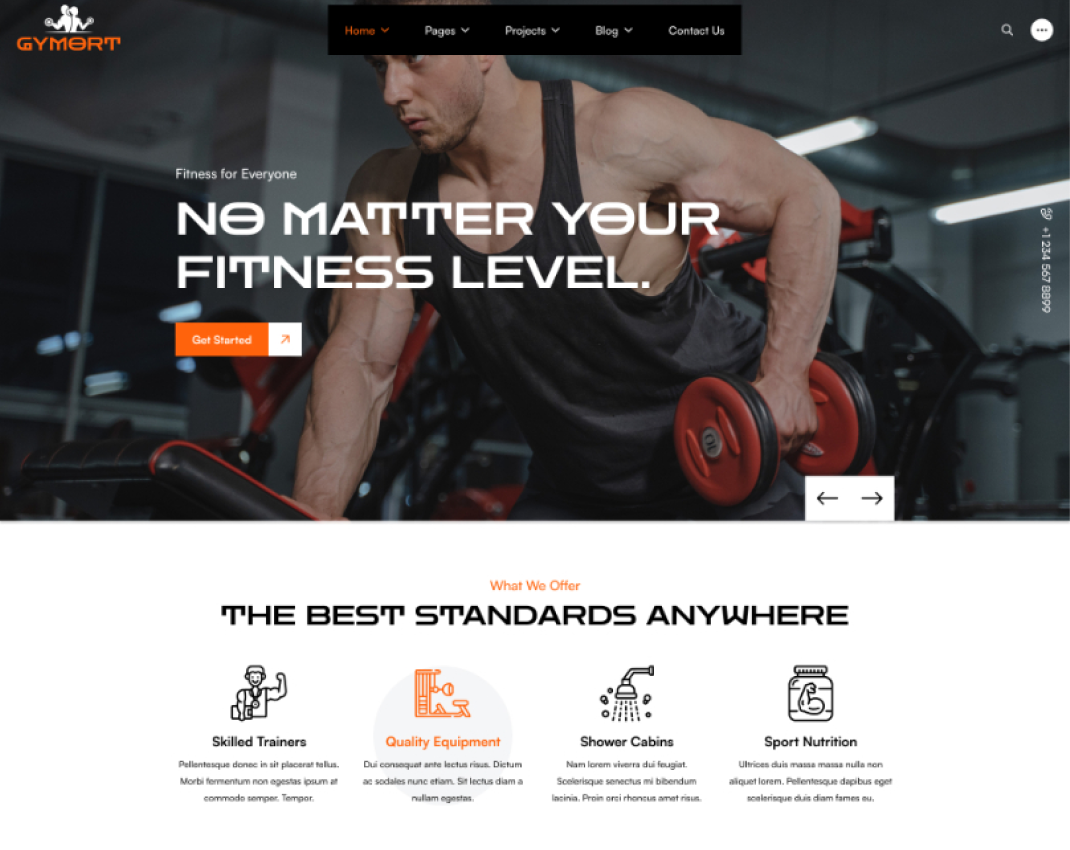 GYMORT
Home
Pages
Projects
Blog
Contact Us
Fitness for Everyone
NO MATTER YOUR
FITNESS LEVEL.
Get Started
+1 234 567 8899
What We Offer
THE BEST STANDARDS ANYWHERE
Skilled Trainers
Pellentesque donec in sit placerat tellus.
Morbi fermentum non egestas ipsum at
commodo semper. Tempor.
Quality Equipment
Dui consequat ante lectus risus. Dictum
ac sodales nunc etiam. Sit lectus diam a
nullam egestas.
Shower Cabins
Nam lorem viverra dui feugiat.
Scelerisque senectus mi bibendum
lacinia. Proin orci rhoncus amet risus.
Sport Nutrition
Ultrices duis massa massa nulla non
aliquet lorem. Pellentesque dapibus eget
scelerisque duis diam fames eu.